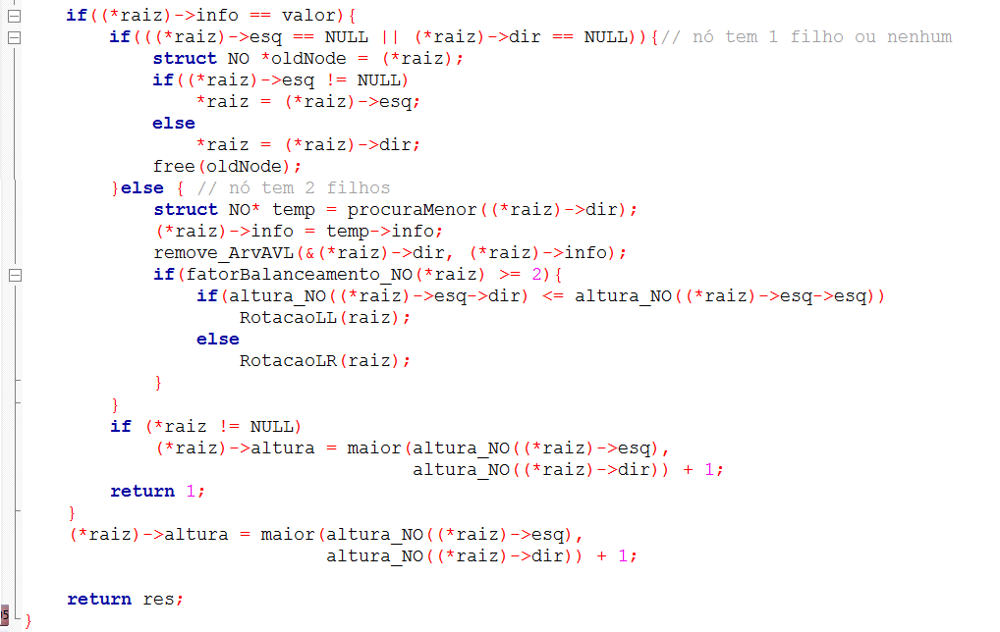 if((*raiz)->info == valor){
if(((*raiz)->esq == NULL || (*raiz)->dir == NULL)){// nó tem 1 filho ou nenhum
struct NO *oldNode = (*raiz);
if((*raiz)->esq != NULL)
*raiz = (*raiz)->esq;
else
*raiz = (*raiz)->dir;
free(oldNode);
}else { // nó tem 2 filhos
struct NO* temp = procuraMenor((*raiz)->dir);
(*raiz)->info = temp->info;
remove_ArvAVL(&(*raiz)->dir, (*raiz)->info);
if(fatorBalanceamento_NO(*raiz) >= 2){
if(altura_NO((*raiz)->esq->dir) <= altura_NO((*raiz)->esq->esq))
RotacaoLL(raiz);
else
RotacaoLR(raiz);
}
}
if (*raiz != NULL)
(*raiz)->altura = maior(altura_NO((*raiz)->esq),
altura_NO((*raiz)->dir)) + 1;
return 1;
}
(*raiz)->altura = maior(altura_NO((*raiz)->esq),
altura_NO((*raiz)->dir)) + 1;
return res;
}